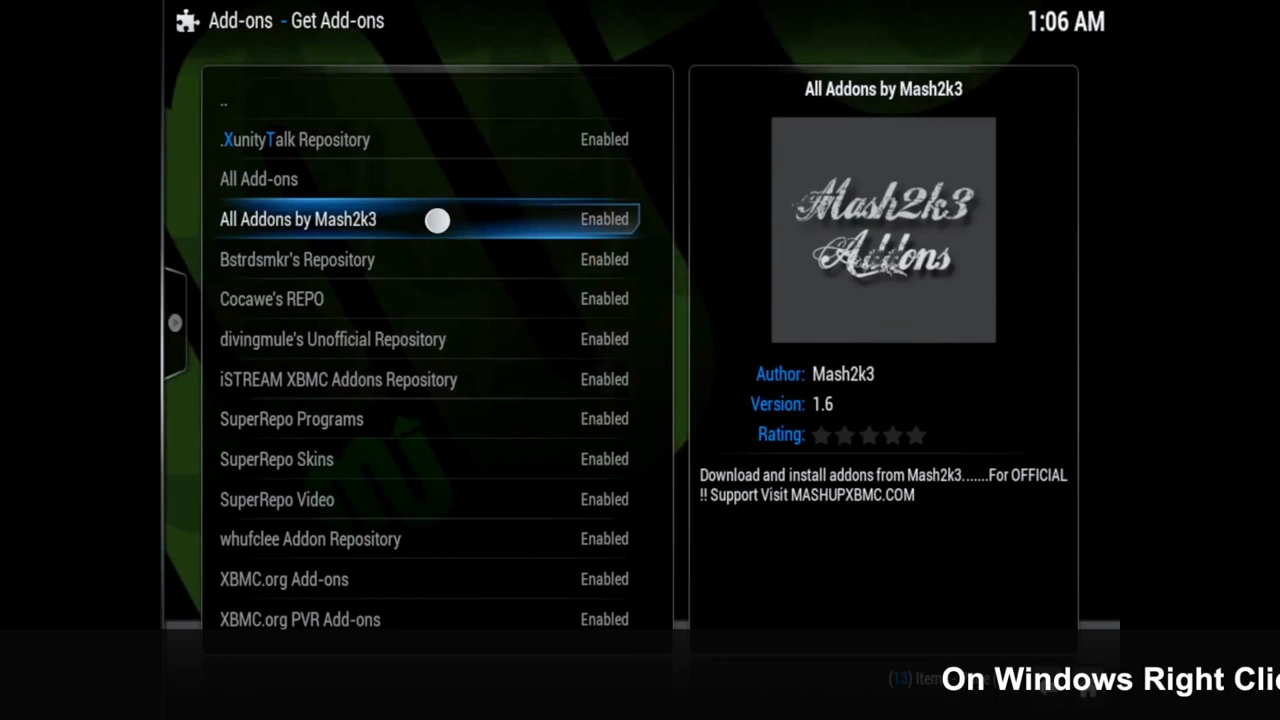 Add-ons - Get Add-ons
1:06 AM
..
.XunityTalk Repository Enabled
All Add-ons
All Addons by Mash2k3 Enabled
Bstrdsmkr's Repository Enabled
Cocawe's REPO Enabled
divingmule's Unofficial Repository Enabled
iSTREAM XBMC Addons Repository Enabled
SuperRepo Programs Enabled
SuperRepo Skins Enabled
SuperRepo Video Enabled
whufclee Addon Repository Enabled
XBMC.org Add-ons Enabled
XBMC.org PVR Add-ons Enabled
All Addons by Mash2k3
Mash2k3
Addons
Author: Mash2k3
Version: 1.6
Rating:
Download and install addons from Mash2k3......For OFFICIAL
!! Support Visit MASHUPXBMC.COM
(13)
On Windows Right Clic